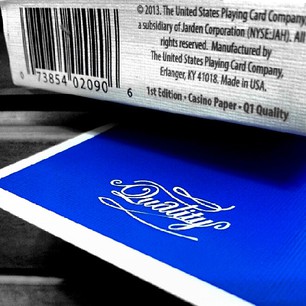 © 2013. The United States Playing Card Company,
a subsidiary of Jarden Corporation (NYSE:JAH). All
rights reserved. Manufactured by
The United States Playing Card Company,
Erlanger, KY 41018. Made in USA.
1st Edition • Casino Paper • Q1 Quality
0 73854 02090 6
Quality